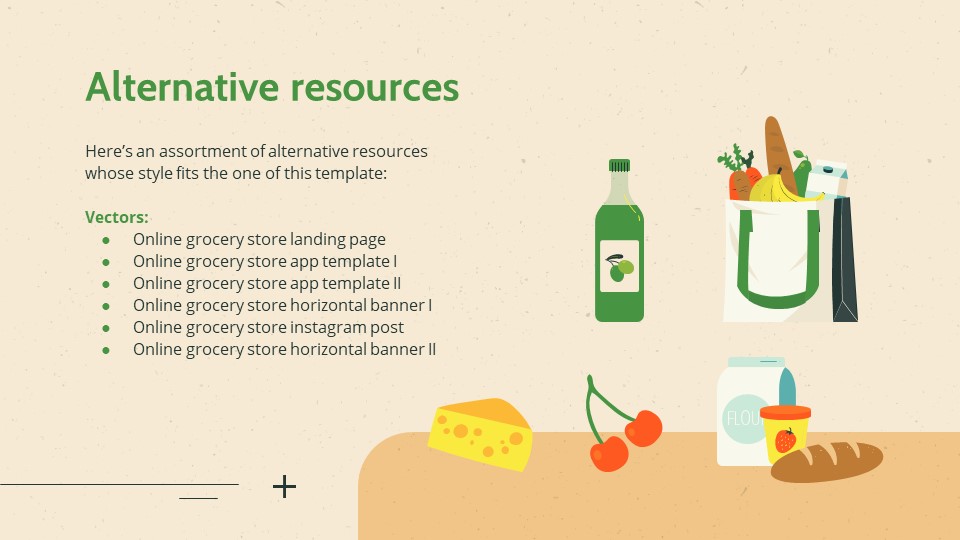 Alternative resources
Here’s an assortment of alternative resources
whose style fits the one of this template:
Vectors:
● Online grocery store landing page
● Online grocery store app template I
● Online grocery store app template II
● Online grocery store horizontal banner I
● Online grocery store instagram post
● Online grocery store horizontal banner II
FLOU